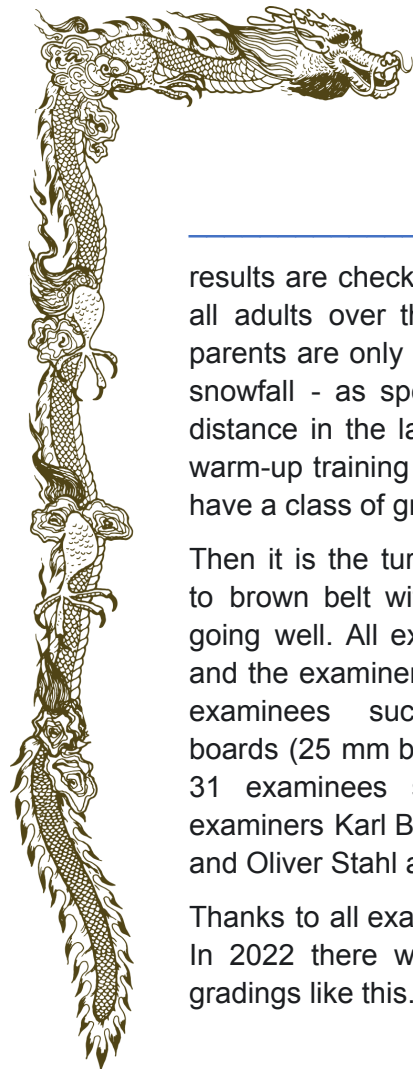 results are check
all adults over th
parents are only
snowfall - as spe
distance in the la
warm-up training
have a class of gr
Then it is the tur
to brown belt wi
going well. All ex
and the examiner
examinees suc
boards (25 mm b
31 examinees s
examiners Karl B
and Oliver Stahl a
Thanks to all exa
In 2022 there w
gradings like this.